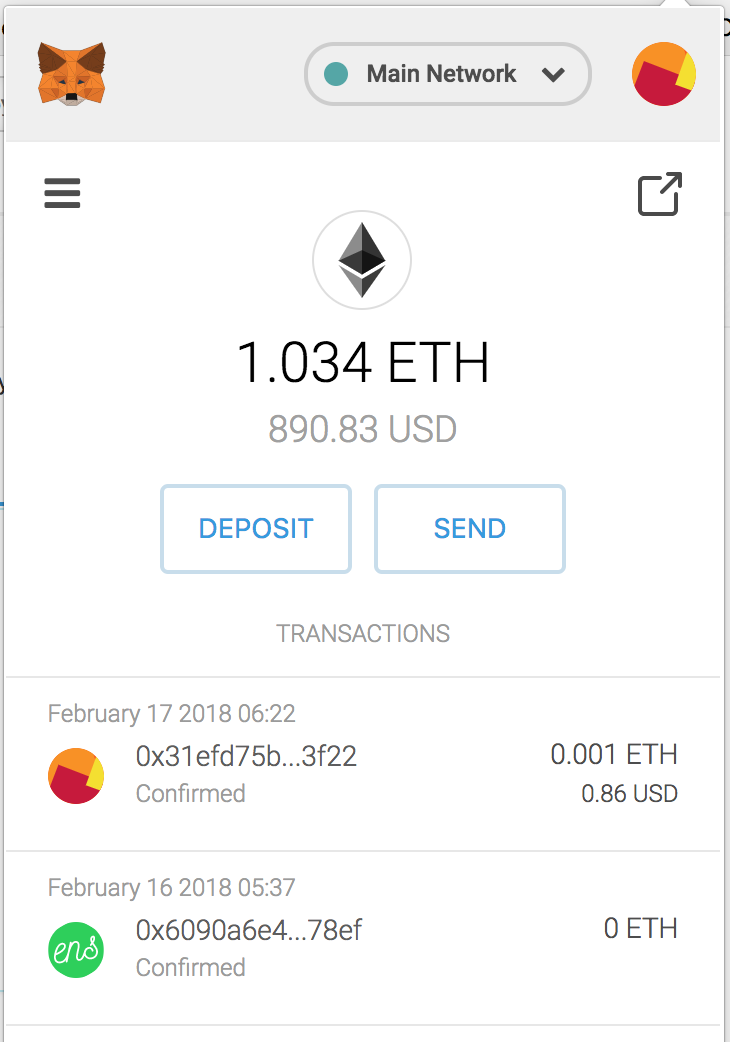 Main Network
1.034 ETH
890.83 USD
DEPOSIT
SEND
TRANSACTIONS
February 17 2018 06:22
0x31efd75b...3f22
0.001 ETH
Confirmed
0.86 USD
February 16 2018 05:37
ens
0x6090a6e4...78ef
0 ETH
Confirmed